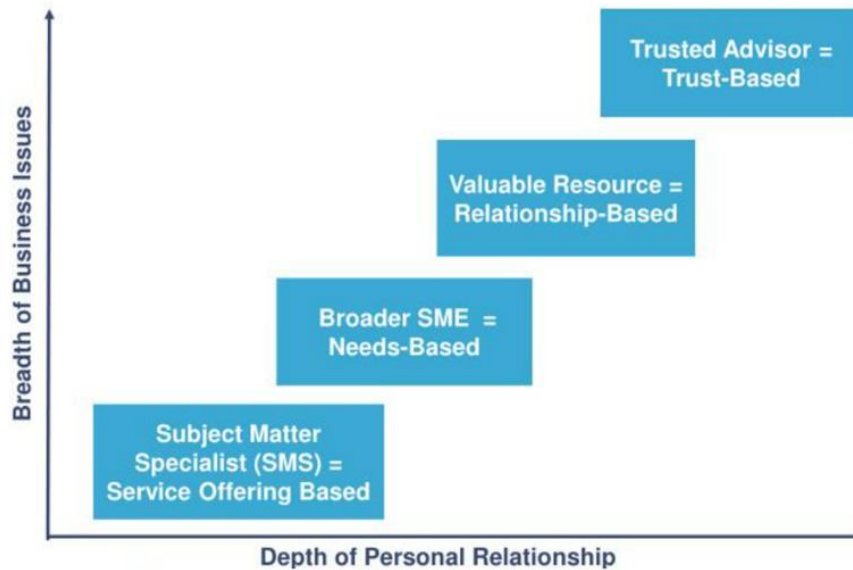 Trusted Advisor =
Trust-Based
Valuable Resource =
Relationship-Based
Broader SME =
Needs-Based
Subject Matter
Specialist (SMS) =
Service Offering Based
Breadth of Business Issues
Depth of Personal Relationship